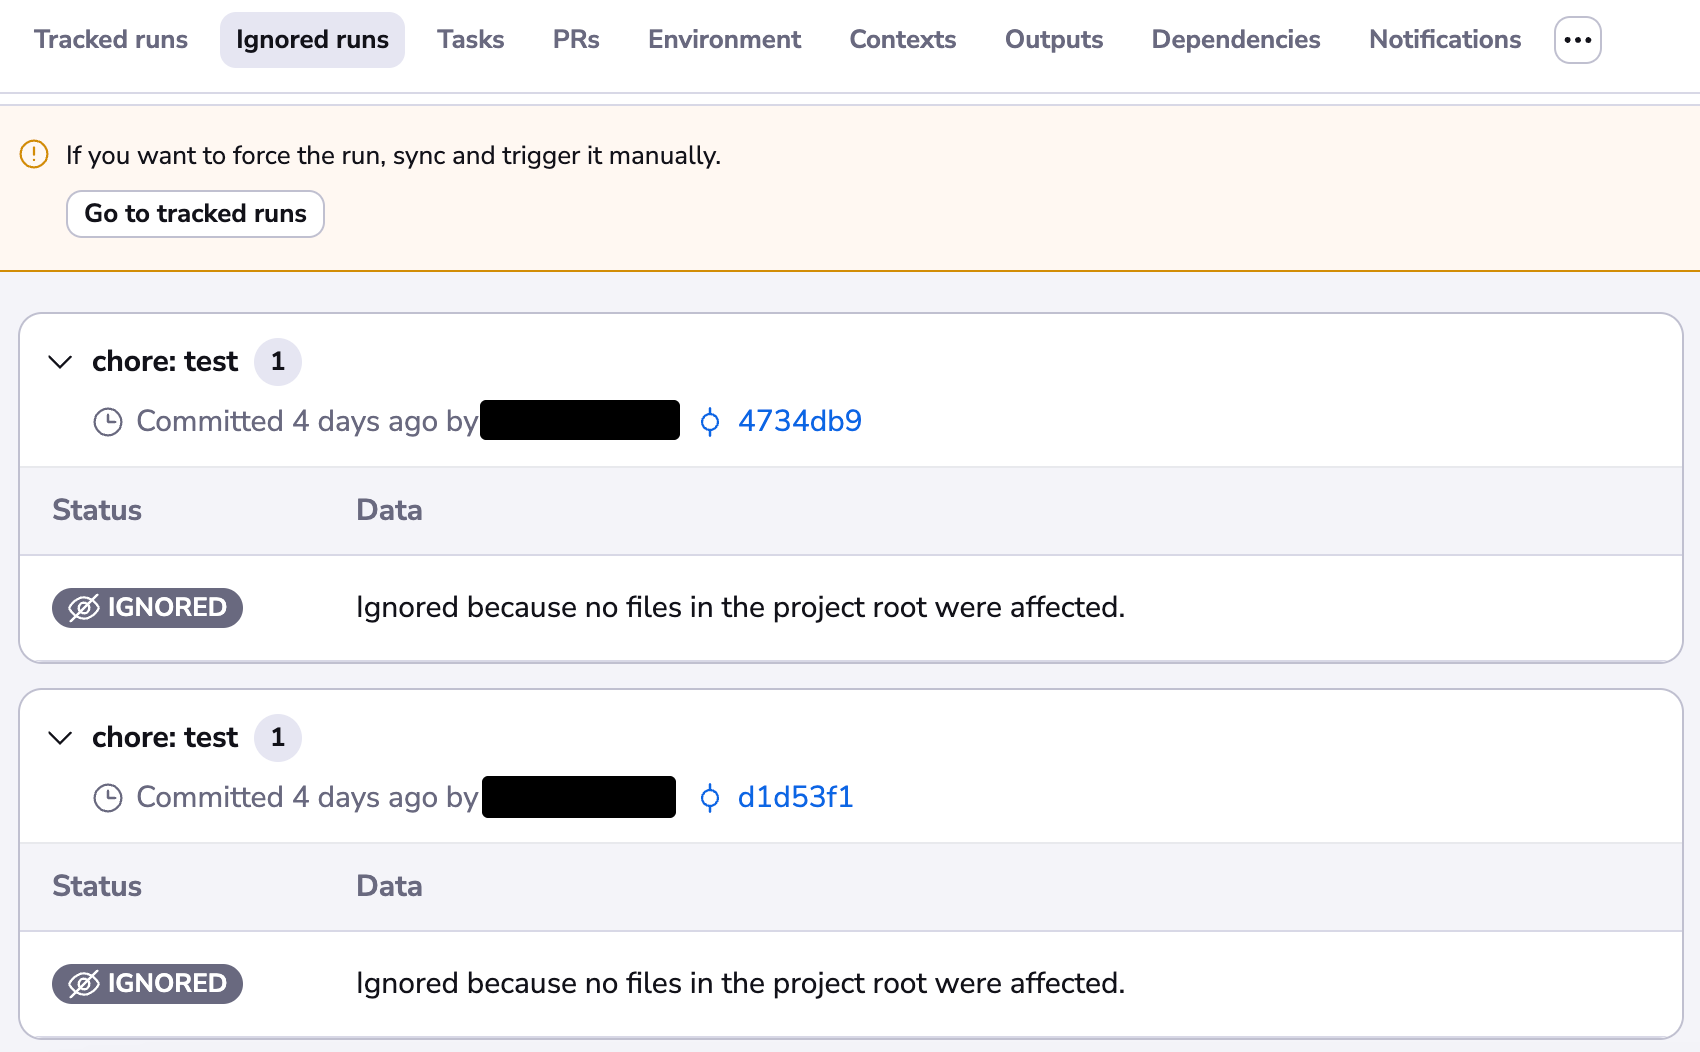 Tracked runs Ignored runs Tasks PRs Environment Contexts Outputs Dependencies Notifications
If you want to force the run, sync and trigger it manually.
Go to tracked runs
chore: test 1
Committed 4 days ago by 4734db9
Status Data
IGNORED Ignored because no files in the project root were affected.
chore: test 1
Committed 4 days ago by d1d53f1
Status Data
IGNORED Ignored because no files in the project root were affected.